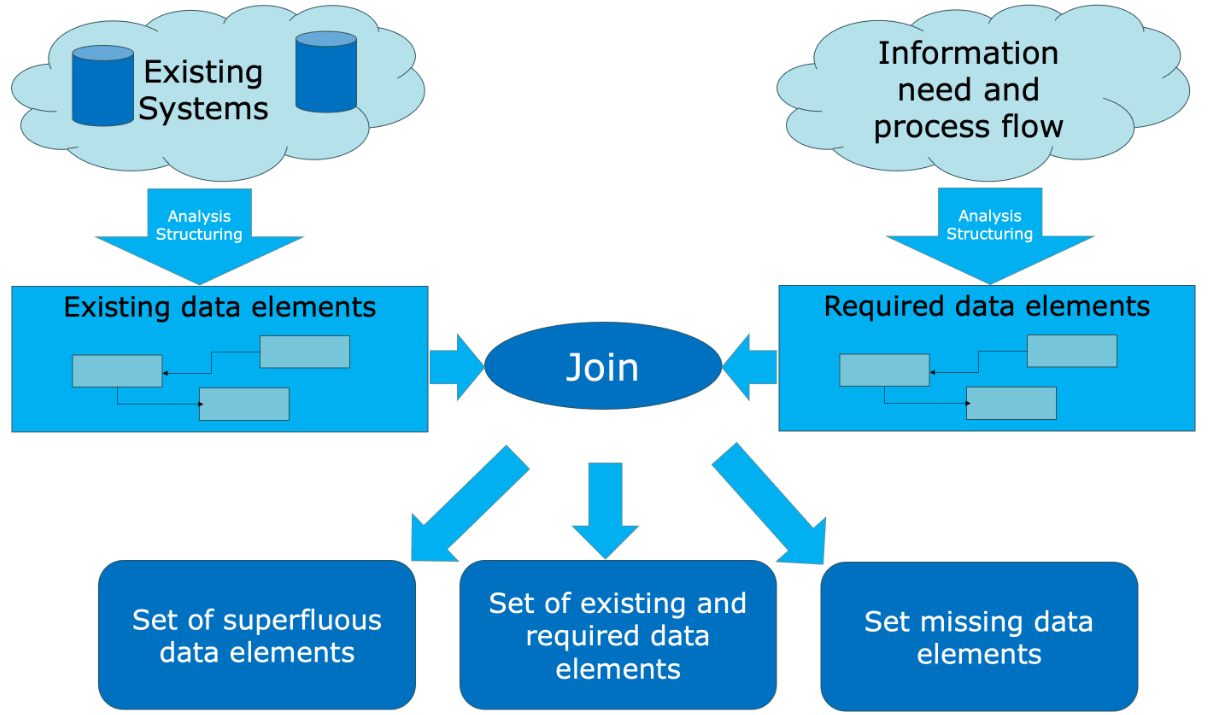 Existing
Systems
Information
need and
process flow
Analysis
Structuring
Analysis
Structuring
Existing data elements
Required data elements
Join
Set of superfluous
data elements
Set of existing and
required data
elements
Set missing data
elements